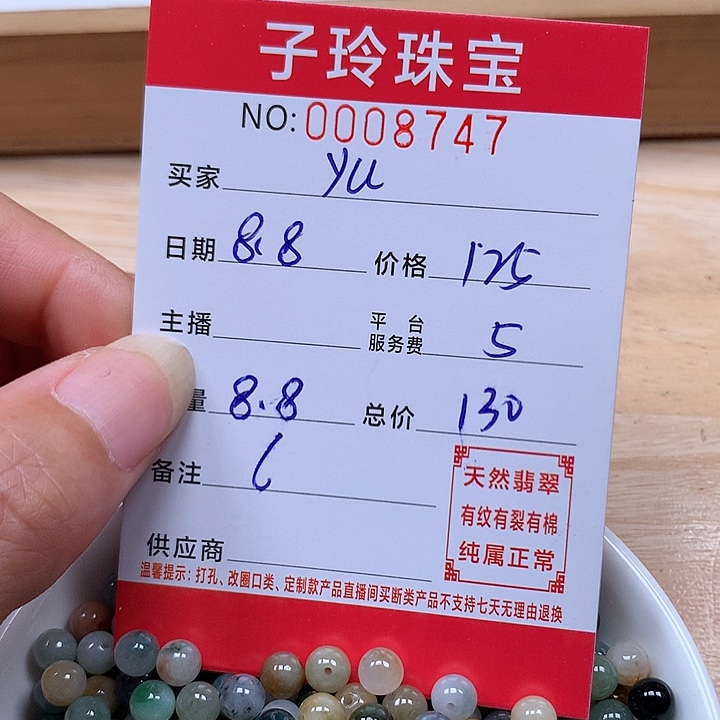 子玲珠宝
NO:0008747
买家 yu
日期 8.8 价格 125
主播 平台服务费 5
量 8.8 总价 130
备注 6
天然翡翠
有纹有裂有棉
纯属正常
供应商
温馨提示：打孔、改圈口类、定制款产品直播间买断类产品不支持七天无理由退换